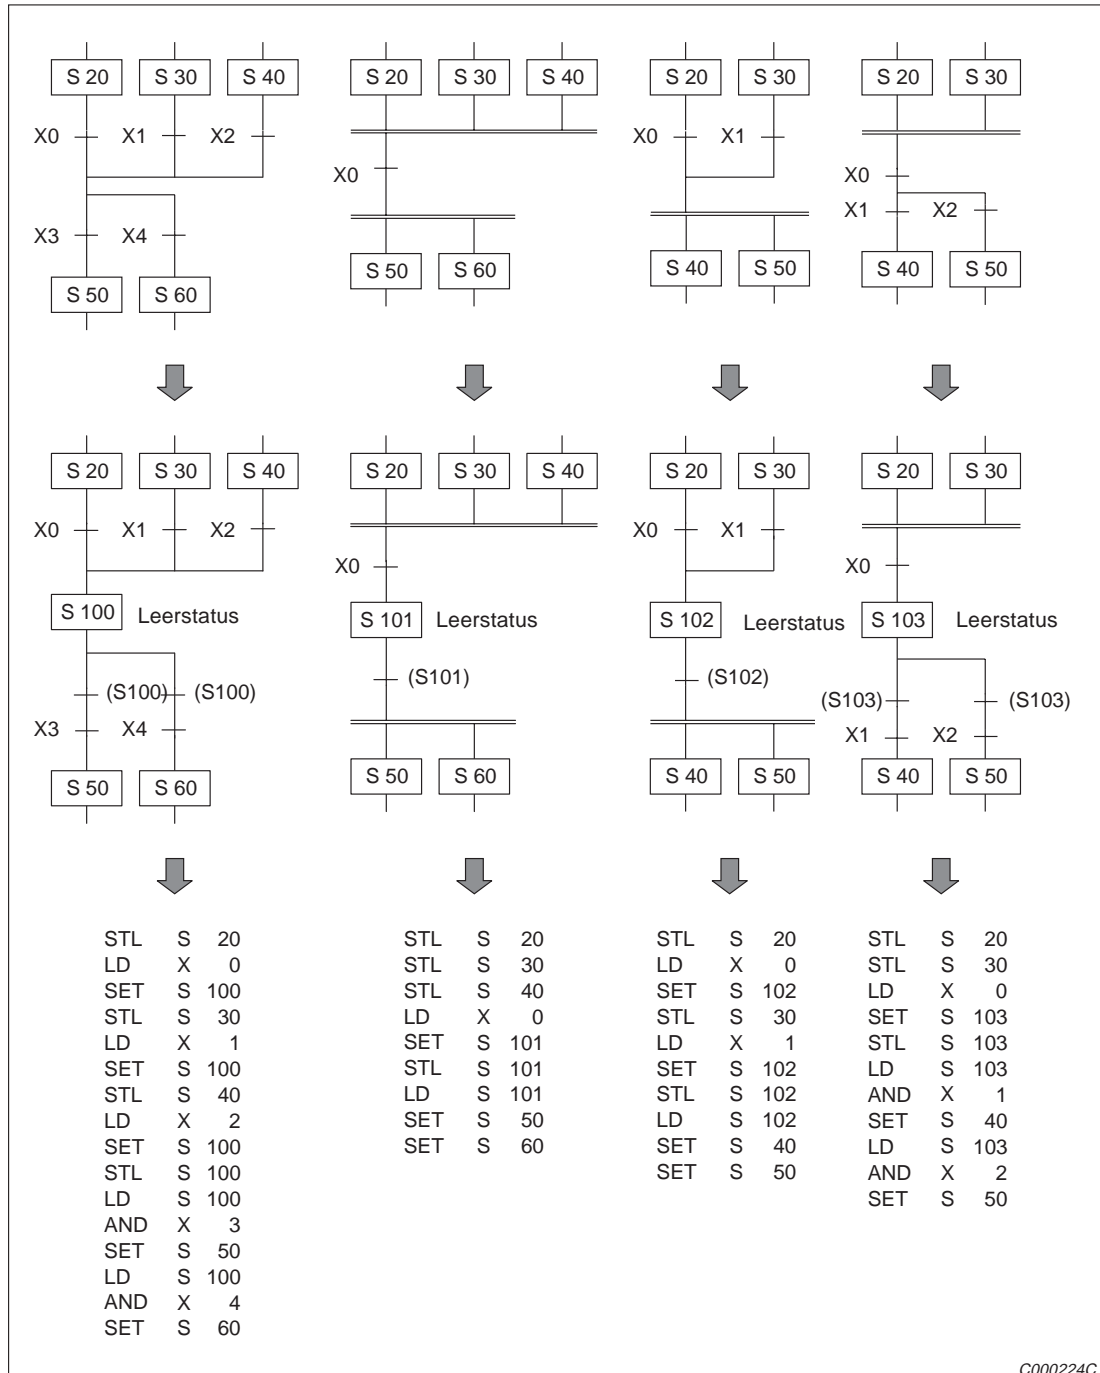 S 20 S 30 S 40 S 20 S 30 S 40 S 20 S 30 S 20 S 30
X0 X1 X2 X0 X1
X0 X0
X1 X2
X3 X4
S 50 S 60 S 50 S 60 S 40 S 50 S 40 S 50
S 20 S 30 S 40 S 20 S 30 S 40 S 20 S 30 S 20 S 30
X0 X1 X2 X0 X1
X0 X0
S 100 Leerstatus S 101 Leerstatus S 102 Leerstatus S 103 Leerstatus
(S100) (S100) (S101) (S102) (S103) (S103)
X3 X4 X1 X2
S 50 S 60 S 50 S 60 S 40 S 50 S 40 S 50
STL S 20
LD X 0
SET S 100
STL S 30
LD X 1
SET S 100
STL S 40
LD X 2
SET S 100
STL S 100
LD S 100
AND X 3
SET S 50
LD S 100
AND X 4
SET S 60
STL S 20
STL S 30
STL S 40
LD X 0
SET S 101
STL S 101
LD S 101
SET S 50
SET S 60
STL S 20
LD X 0
SET S 102
STL S 30
LD X 1
SET S 102
STL S 102
LD S 102
SET S 40
SET S 50
STL S 20
STL S 30
LD X 0
SET S 103
STL S 103
LD S 103
AND X 1
SET S 40
LD S 103
AND X 2
SET S 50
C000224C